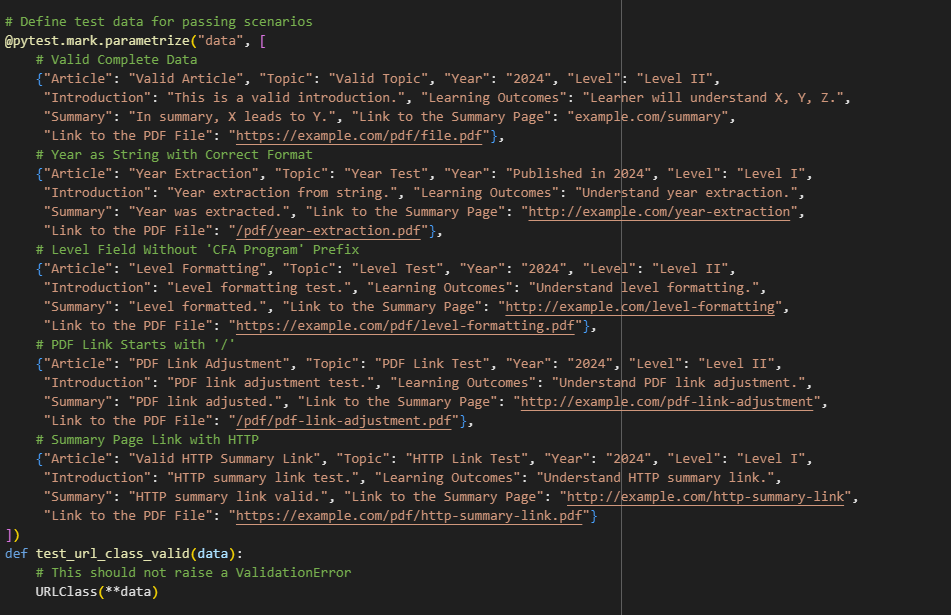 # Define test data for passing scenarios
@pytest.mark.parametrize("data", [
    # Valid Complete Data
    {"Article": "Valid Article", "Topic": "Valid Topic", "Year": "2024", "Level": "Level II",
     "Introduction": "This is a valid introduction.", "Learning Outcomes": "Learner will understand X, Y, Z.",
     "Summary": "In summary, X leads to Y.", "Link to the Summary Page": "example.com/summary",
     "Link to the PDF File": "https://example.com/pdf/file.pdf"},
    # Year as String with Correct Format
    {"Article": "Year Extraction", "Topic": "Year Test", "Year": "Published in 2024", "Level": "Level I",
     "Introduction": "Year extraction from string.", "Learning Outcomes": "Understand year extraction.",
     "Summary": "Year was extracted.", "Link to the Summary Page": "http://example.com/year-extraction",
     "Link to the PDF File": "/pdf/year-extraction.pdf"},
    # Level Field Without 'CFA Program' Prefix
    {"Article": "Level Formatting", "Topic": "Level Test", "Year": "2024", "Level": "Level II",
     "Introduction": "Level formatting test.", "Learning Outcomes": "Understand level formatting.",
     "Summary": "Level formatted.", "Link to the Summary Page": "http://example.com/level-formatting",
     "Link to the PDF File": "https://example.com/pdf/level-formatting.pdf"},
    # PDF Link Starts with '/'
    {"Article": "PDF Link Adjustment", "Topic": "PDF Link Test", "Year": "2024", "Level": "Level II",
     "Introduction": "PDF link adjustment test.", "Learning Outcomes": "Understand PDF link adjustment.",
     "Summary": "PDF link adjusted.", "Link to the Summary Page": "http://example.com/pdf-link-adjustment",
     "Link to the PDF File": "/pdf/pdf-link-adjustment.pdf"},
    # Summary Page Link with HTTP
    {"Article": "Valid HTTP Summary Link", "Topic": "HTTP Link Test", "Year": "2024", "Level": "Level I",
     "Introduction": "HTTP summary link test.", "Learning Outcomes": "Understand HTTP summary link.",
     "Summary": "HTTP summary link valid.", "Link to the Summary Page": "http://example.com/http-summary-link",
     "Link to the PDF File": "https://example.com/pdf/http-summary-link.pdf"}
])
def test_url_class_valid(data):
    # This should not raise a ValidationError
    URLClass(**data)